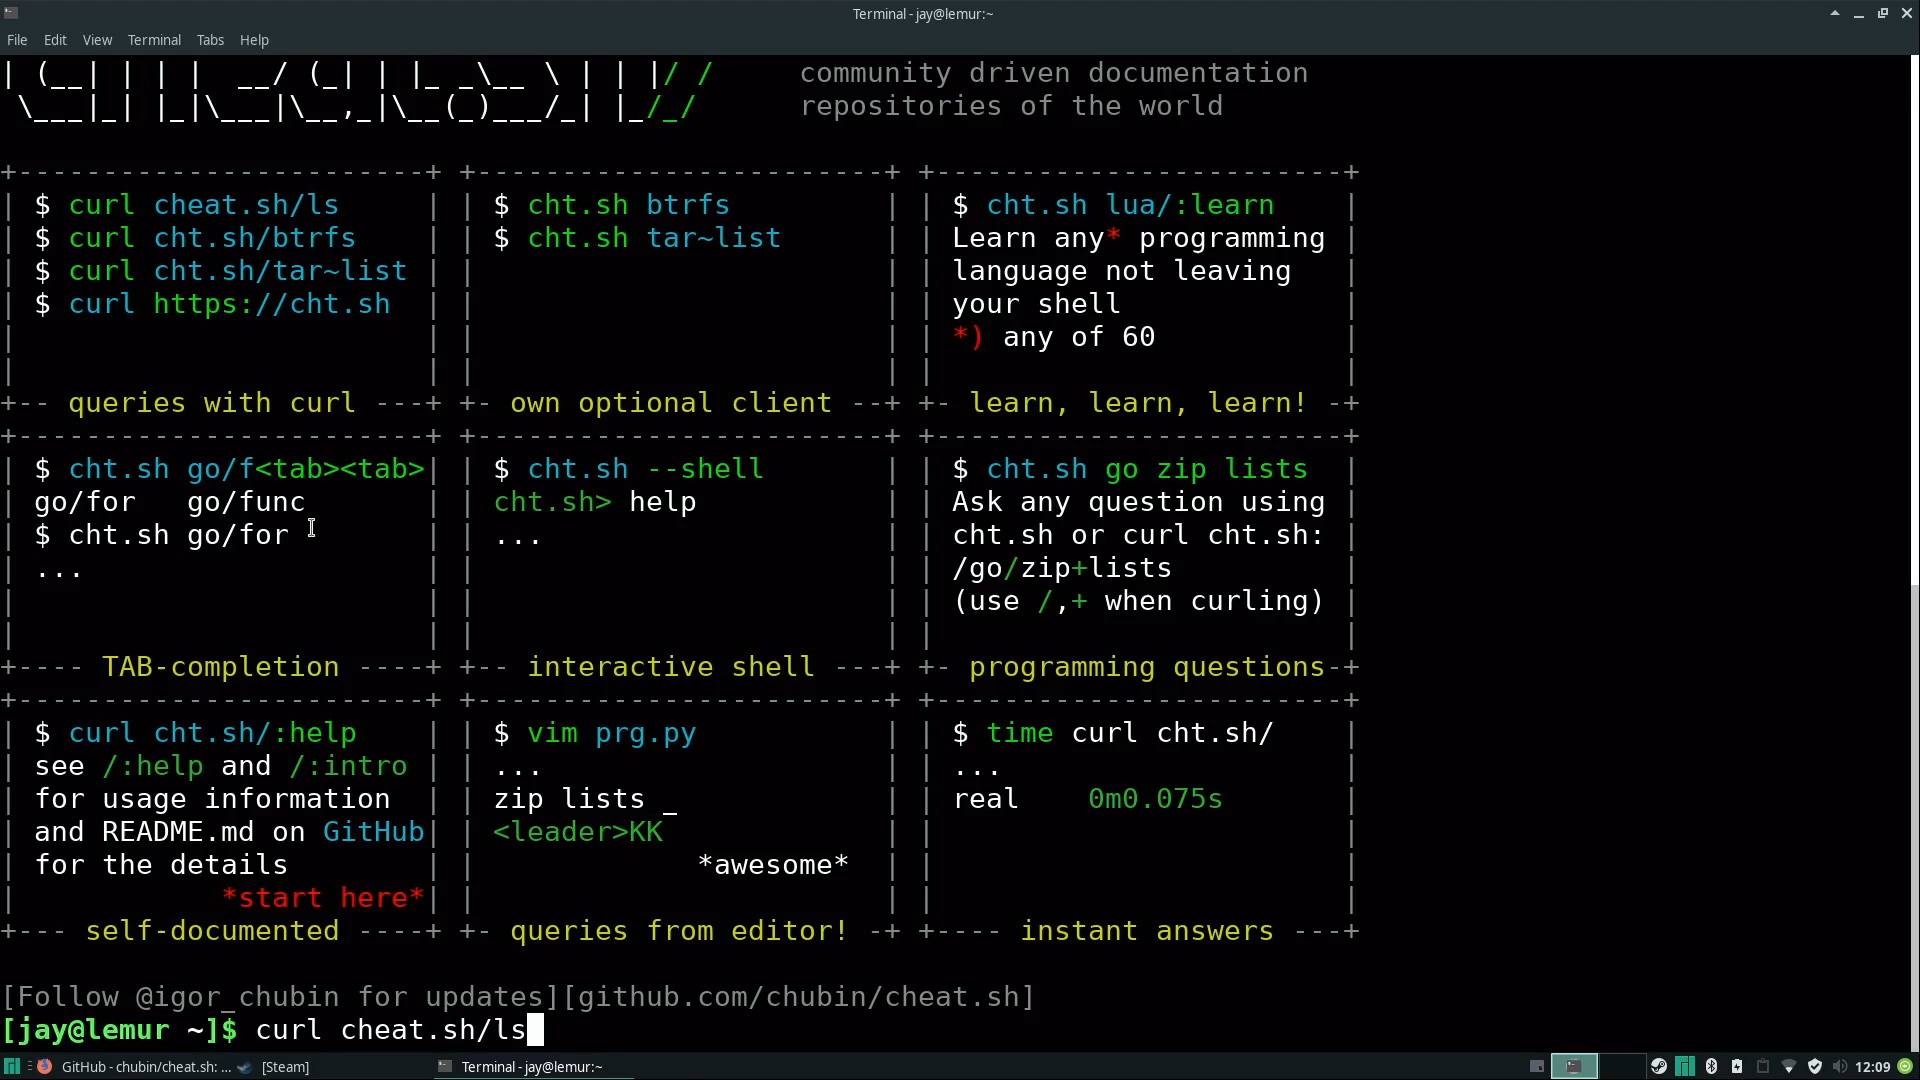 Terminal - jay@lemur:~
File Edit View Terminal Tabs Help
| (__| | | |  __/ (_| | |_ _\__ \ | | |/ /     community driven documentation
 \___|_| |_|\___|\__,_|\__(_)___/_| |_/_/      repositories of the world
+------------------------+ +------------------------+ +------------------------+
| $ curl cheat.sh/ls     | | $ cht.sh btrfs         | | $ cht.sh lua/:learn    |
| $ curl cht.sh/btrfs    | | $ cht.sh tar~list      | | Learn any* programming |
| $ curl cht.sh/tar~list | |                        | | language not leaving   |
| $ curl https://cht.sh  | |                        | | your shell             |
|                        | |                        | | *) any of 60           |
|                        | |                        | |                        |
+-- queries with curl ---+ +- own optional client --+ +- learn, learn, learn! -+
+------------------------+ +------------------------+ +------------------------+
| $ cht.sh go/f<tab><tab>| | $ cht.sh --shell       | | $ cht.sh go zip lists  |
| go/for   go/func       | | cht.sh> help           | | Ask any question using |
| $ cht.sh go/for        | | ...                    | | cht.sh or curl cht.sh: |
| ...                    | |                        | | /go/zip+lists          |
|                        | |                        | | (use /,+ when curling) |
|                        | |                        | |                        |
+---- TAB-completion ----+ +-- interactive shell ---+ +- programming questions-+
+------------------------+ +------------------------+ +------------------------+
| $ curl cht.sh/:help    | | $ vim prg.py           | | $ time curl cht.sh/    |
| see /:help and /:intro | | ...                    | | ...                    |
| for usage information  | | zip lists _            | | real    0m0.075s       |
| and README.md on GitHub| | <leader>KK             | |                        |
| for the details        | |             *awesome*  | |                        |
|            *start here*| |                        | |                        |
+--- self-documented ----+ +- queries from editor! -+ +---- instant answers ---+
[Follow @igor_chubin for updates][github.com/chubin/cheat.sh]
[jay@lemur ~]$ curl cheat.sh/ls
GitHub - chubin/cheat.sh: ... [Steam] Terminal - jay@lemur:~ 12:09